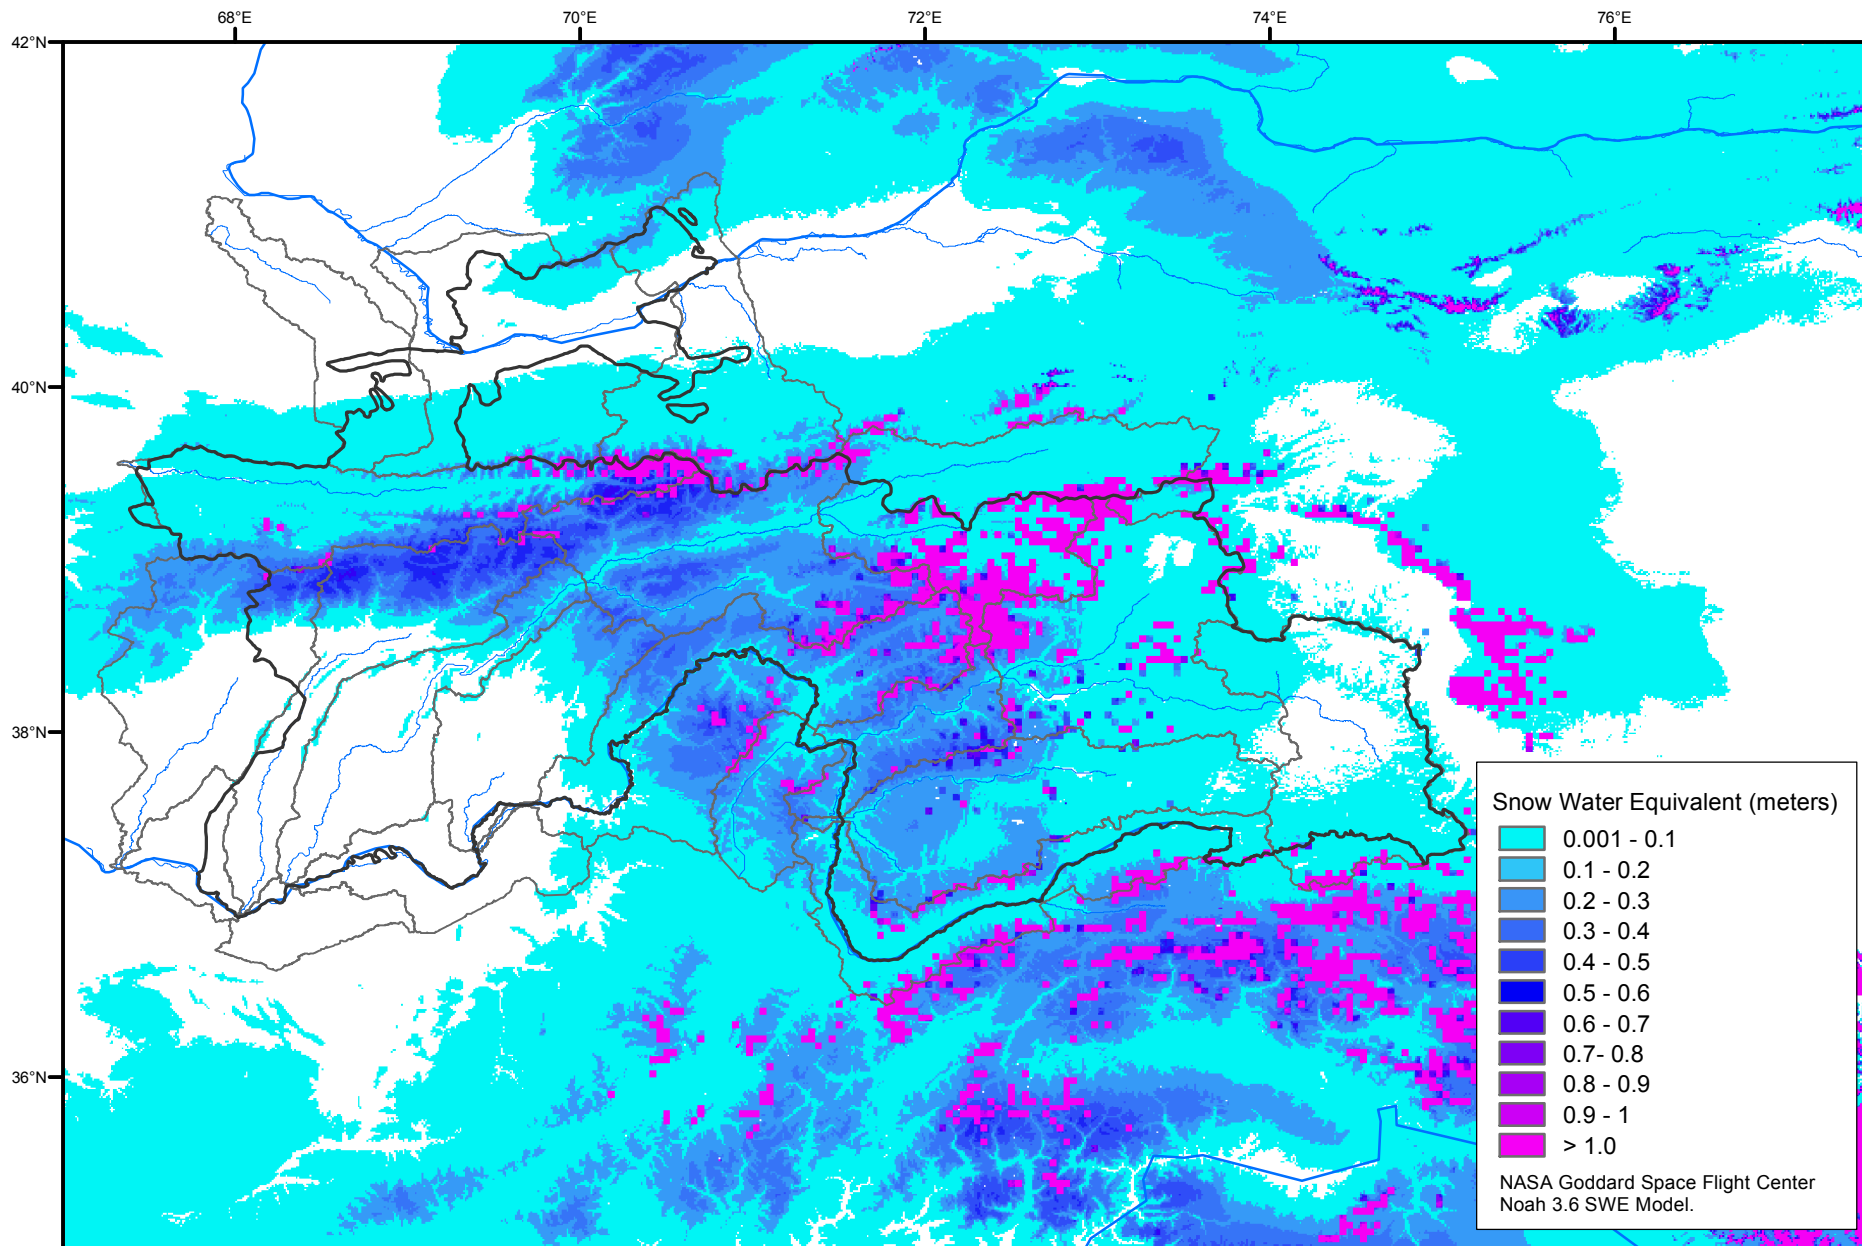 68°E
70°E
72°E
74°E
76°E
42°N
40°N
38°N
36°N
Snow Water Equivalent (meters)
0.001 - 0.1
0.1 - 0.2
0.2 - 0.3
0.3 - 0.4
0.4 - 0.5
0.5 - 0.6
0.6 - 0.7
0.7- 0.8
0.8 - 0.9
0.9 - 1
> 1.0
NASA Goddard Space Flight Center
Noah 3.6 SWE Model.